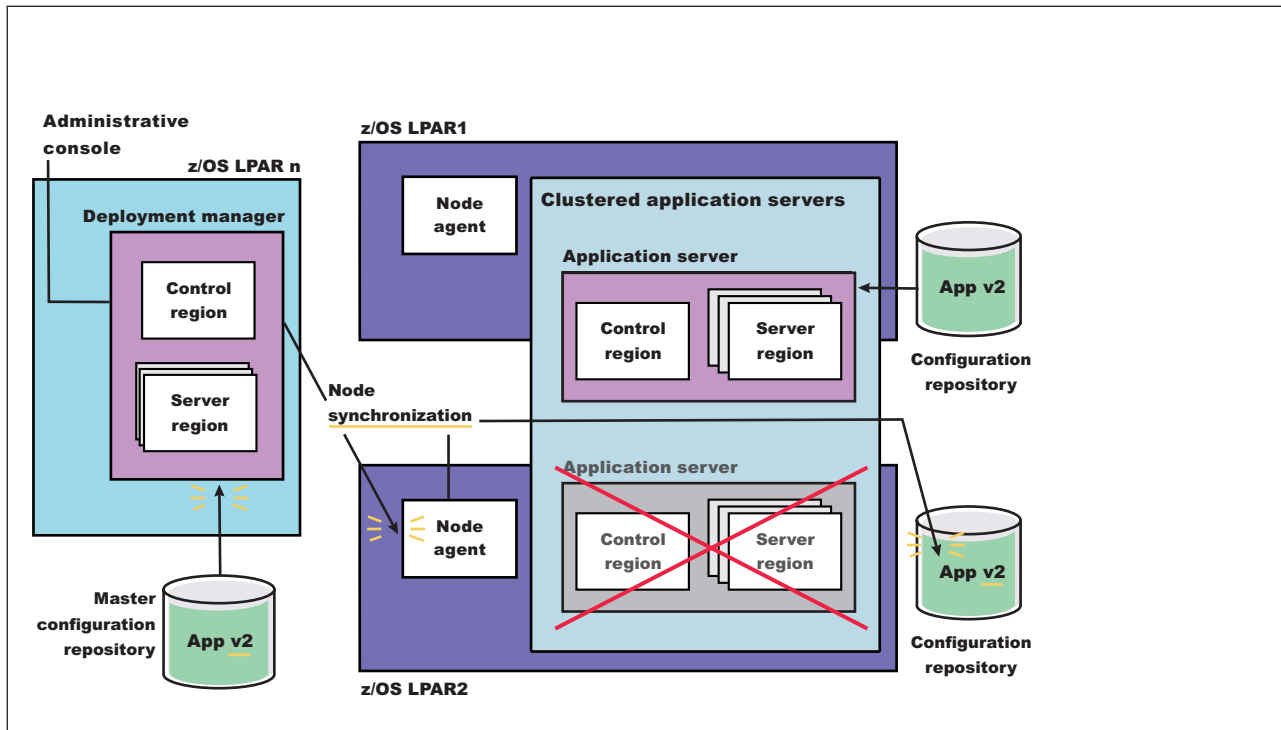 Administrative
console
z/OS LPAR n
Deployment manager
Control
region
Server
region
Master
configuration
repository
App v2
Node
synchronization
z/OS LPAR1
Node
agent
Clustered application servers
Application server
Control
region
Server
region
App v2
Configuration
repository
Node
agent
Application server
Control
region
Server
region
z/OS LPAR2
App v2
Configuration
repository